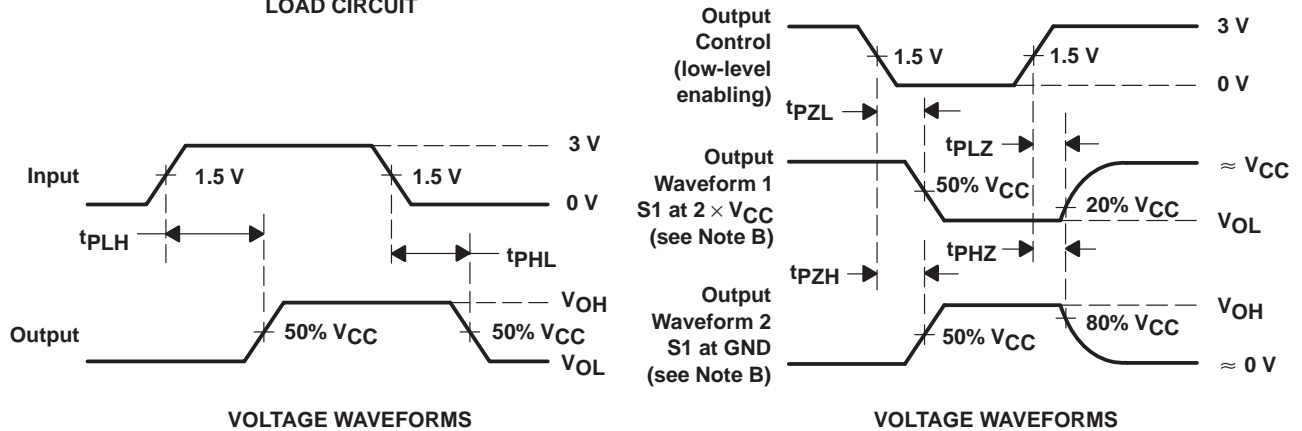 LOAD CIRCUIT
Input
1.5 V
1.5 V
3 V
0 V
tPLH
tPHL
Output
50% VCC
50% VCC
VOH
VOL
VOLTAGE WAVEFORMS
Output
Control
(low-level
enabling)
1.5 V
1.5 V
3 V
0 V
tPZL
tPLZ
Output
Waveform 1
S1 at 2 × VCC
(see Note B)
50% VCC
20% VCC
≈ VCC
VOL
tPZH
tPHZ
Output
Waveform 2
S1 at GND
(see Note B)
50% VCC
80% VCC
VOH
≈ 0 V
VOLTAGE WAVEFORMS